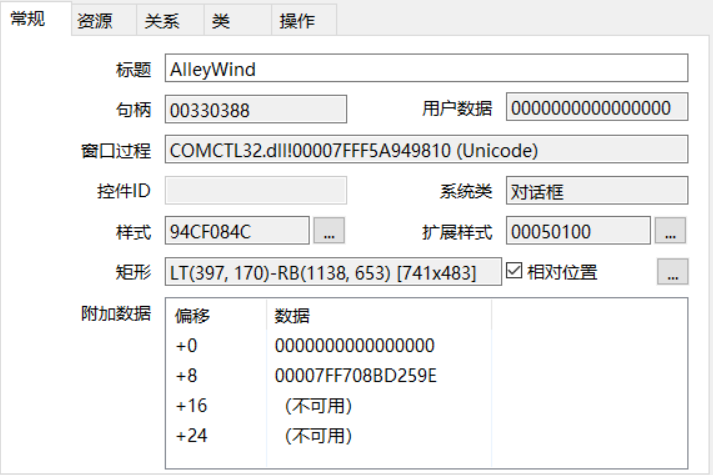 常规 资源 关系 类 操作
标题 AlleyWind
句柄 00330388 用户数据 0000000000000000
窗口过程 COMCTL32.dll!00007FFF5A949810 (Unicode)
控件ID 系统类 对话框
样式 94CF084C ... 扩展样式 00050100 ...
矩形 LT(397, 170)-RB(1138, 653) [741x483] 相对位置 ...
附加数据 偏移 数据
+0 0000000000000000
+8 00007FF708BD259E
+16 （不可用）
+24 （不可用）